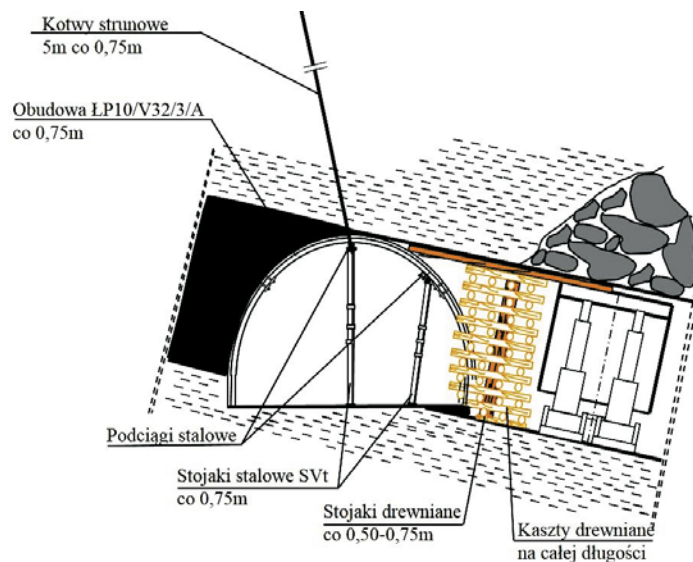 Kotwy strunowe
5m co 0,75m
Obudowa ŁP10/V32/3/A
co 0,75m
Podciągi stalowe
Stojaki stalowe SVt
co 0,75m
Stojaki drewniane
co 0,50-0,75m
Kaszty drewniane
na całej długości